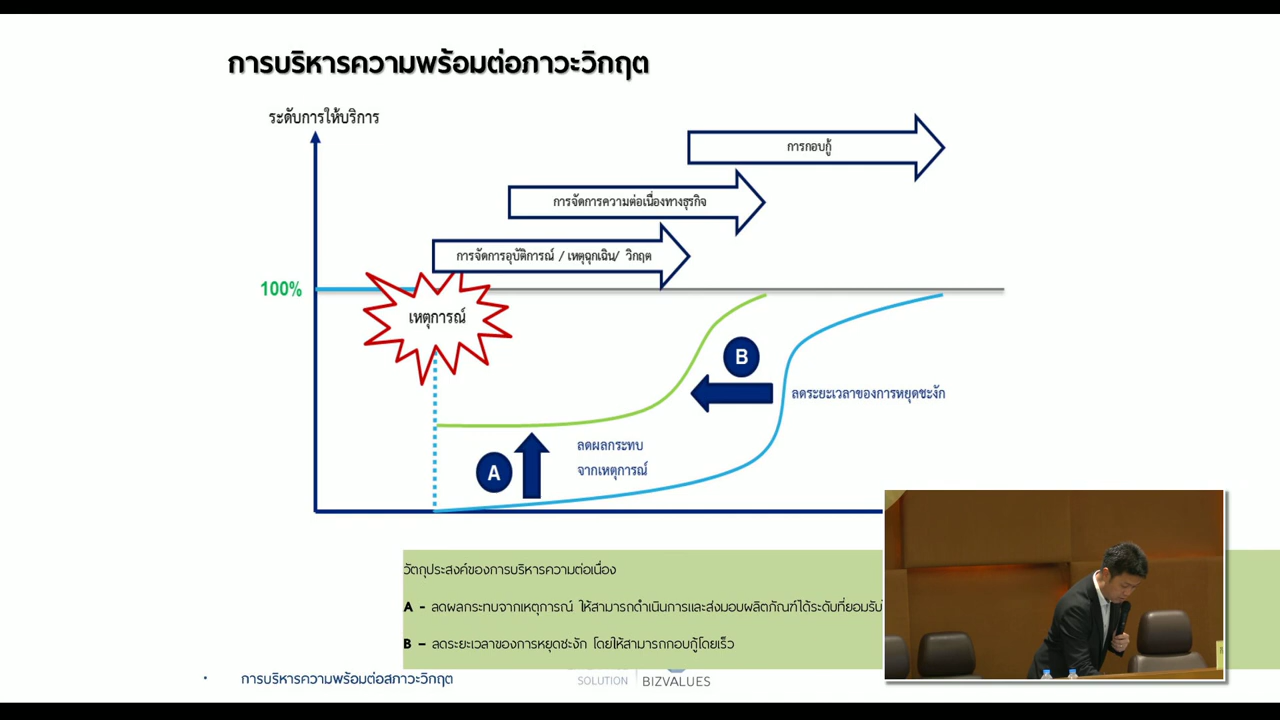 การบริหารความพร้อมต่อภาวะวิกฤต
ระดับการให้บริการ
การกอบกู้
การจัดการความต่อเนื่องทางธุรกิจ
การจัดการอุบัติการณ์ /เหตุฉุกเฉิน/ วิกฤต
100%
เหตุการณ์
B
ลดระยะเวลาของการหยุดชะงัก
A
ลดผลกระทบ
จากเหตุการณ์
วัตถุประสงค์ของการบริหารความต่อเนื่อง
A - ลดผลกระทบจากเหตุการณ์ ให้สามารถดำเนินการและส่งมอบผลิตภัณฑ์ได้ระดับที่ยอมรับ
B – ลดระยะเวลาของการหยุดชะงัก โดยให้สามารถกอบกู้โดยเร็ว
• การบริหารความพร้อมต่อสภาวะวิกฤต
SOLUTION BIZVALUES